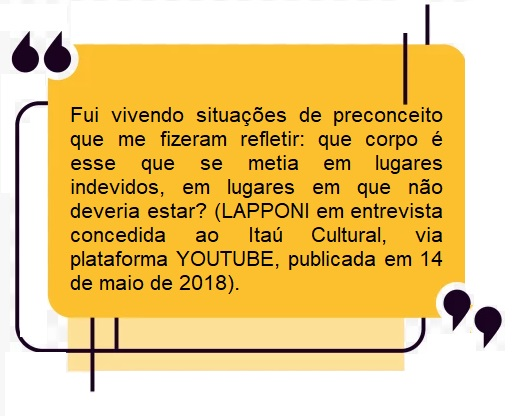 Fui vivendo situações de preconceito
que me fizeram refletir: que corpo é
esse que se metia em lugares
indevidos, em lugares em que não
deveria estar? (LAPPONI em entrevista
concedida ao Itaú Cultural, via
plataforma YOUTUBE, publicada em 14
de maio de 2018).